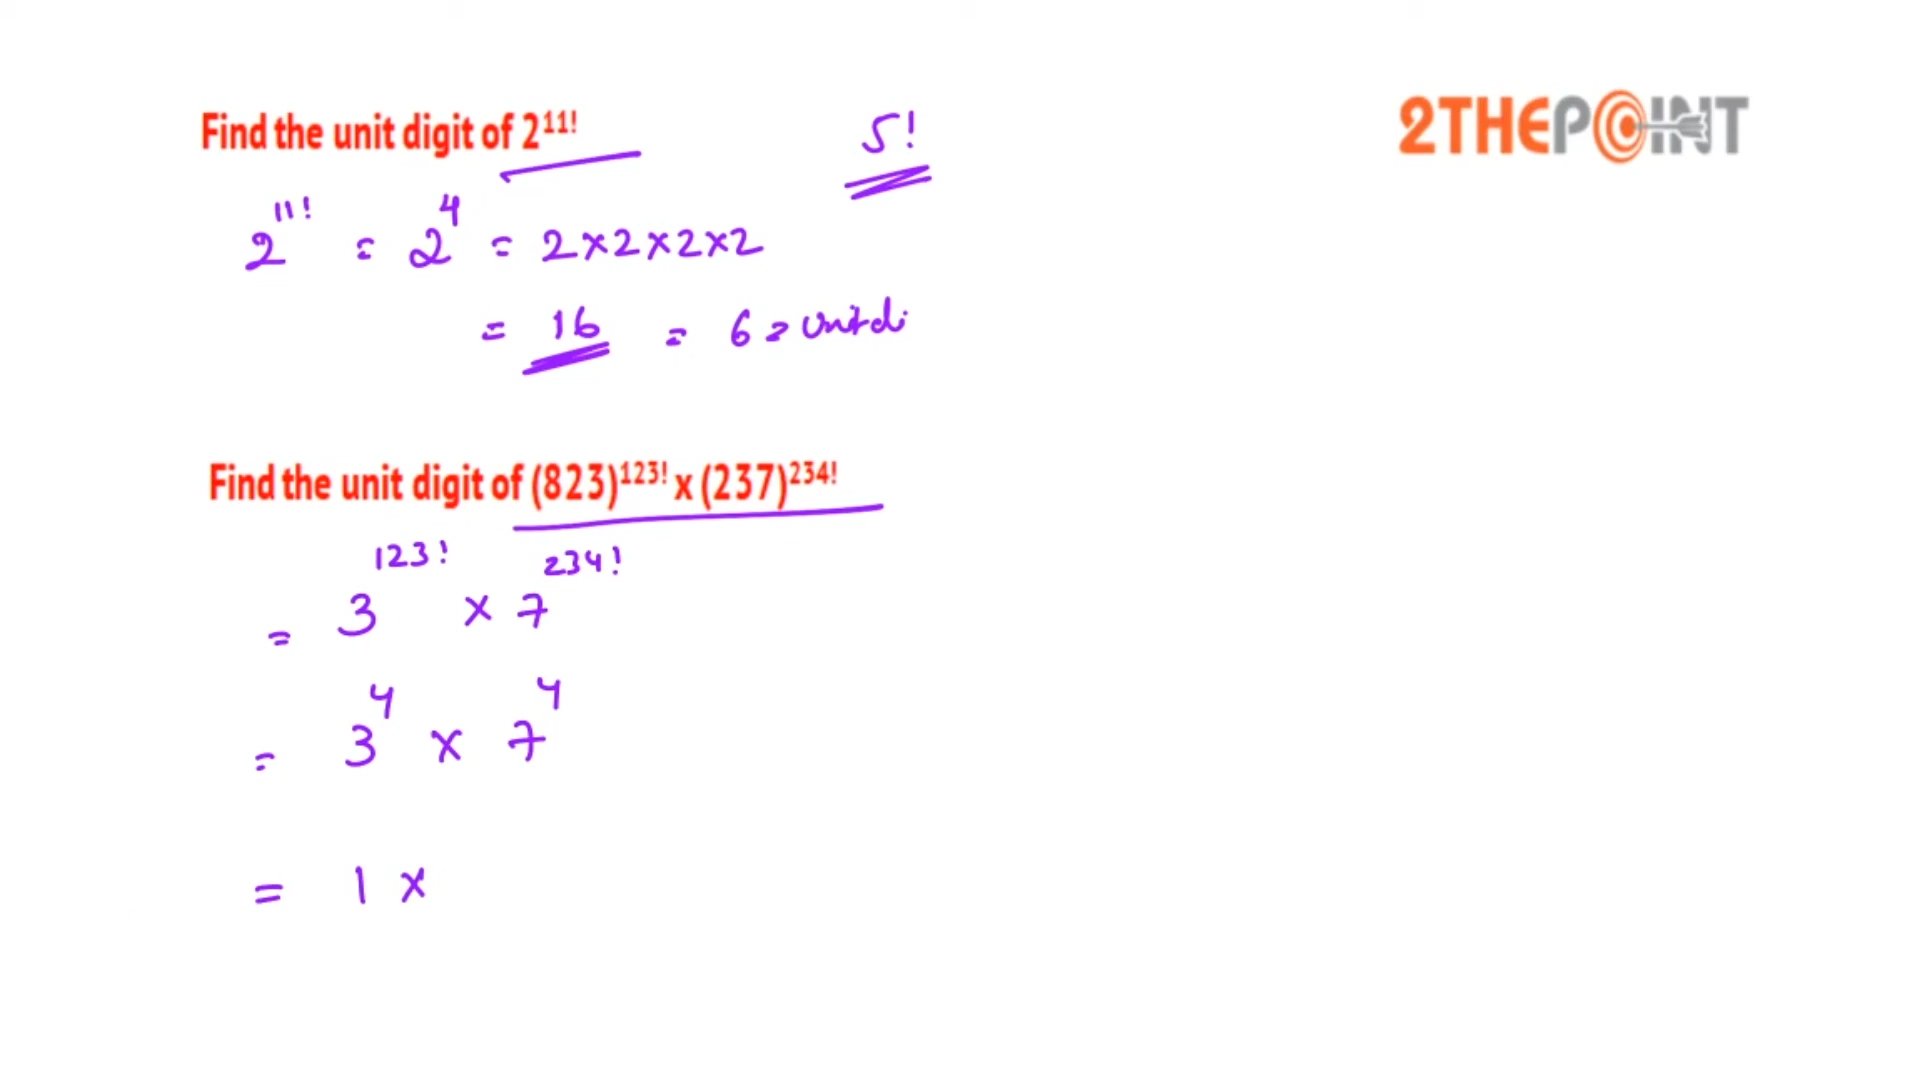 2THEPOINT
Find the unit digit of 2^11!
5!
2^11! = 2^4 = 2×2×2×2
= 16 = 6 = unit di
Find the unit digit of (823)^123! x (237)^234!
= 3^123! × 7^234!
= 3^4 × 7^4
= 1 ×